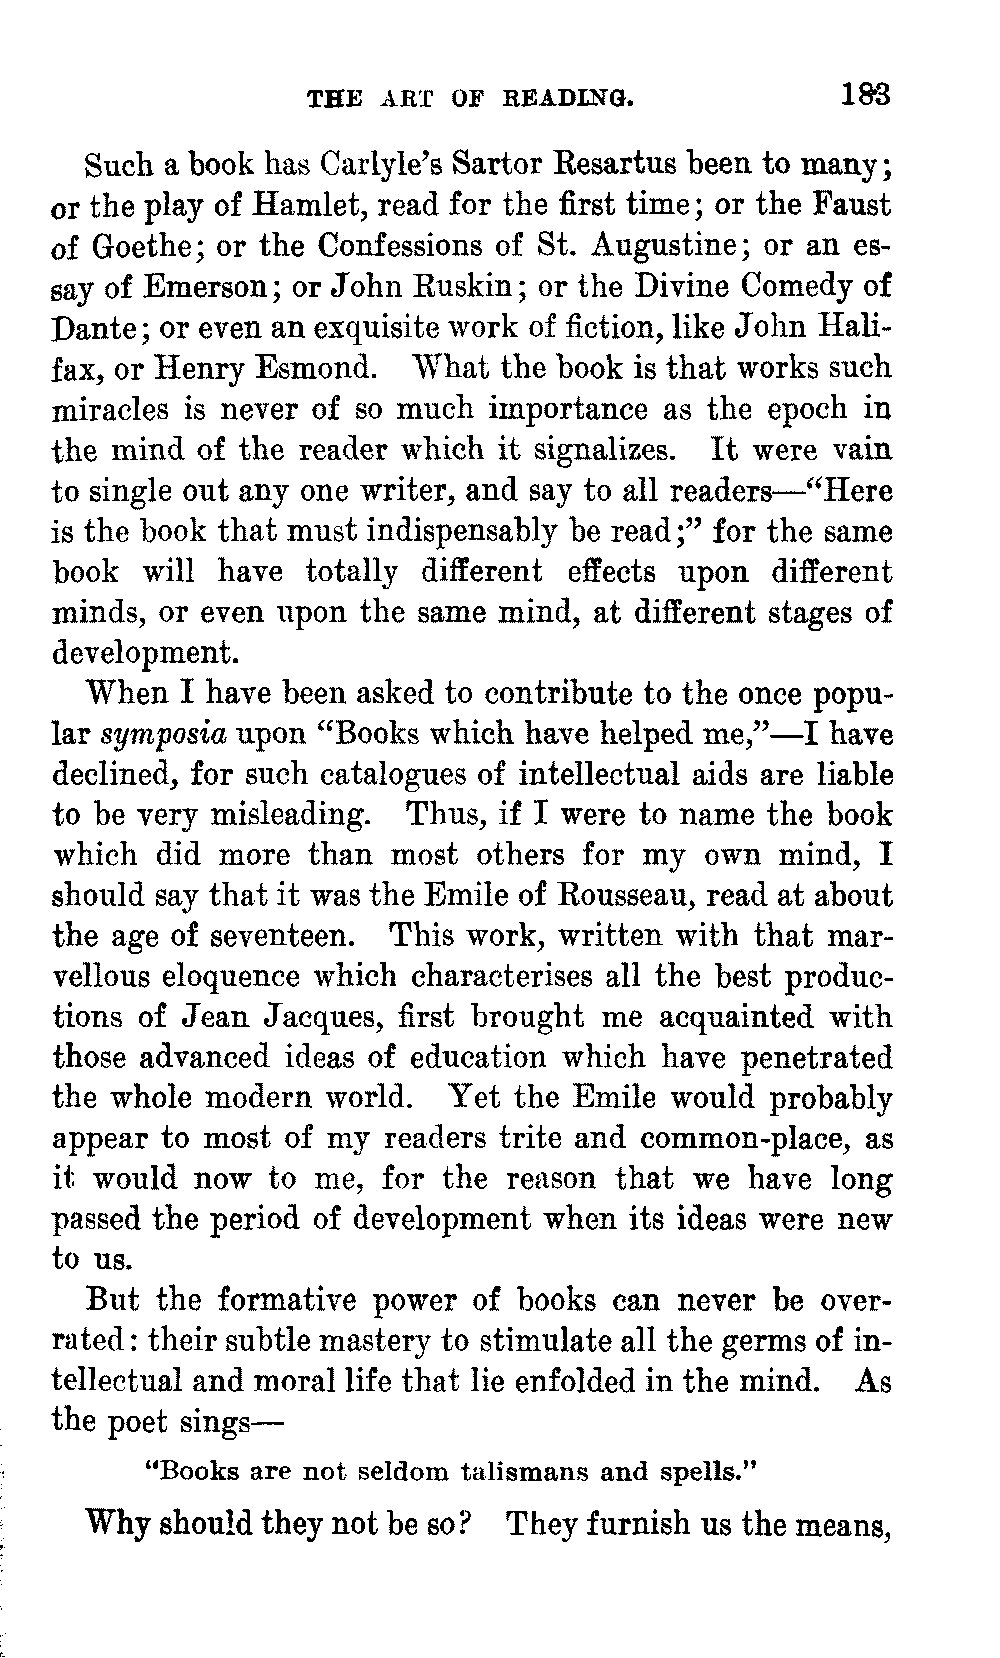 THE ART OF READING. 183
Such a book has Carlyle's Sartor Resartus been to many;
or the play of Hamlet, read for the first time; or the Faust
of Goethe; or the Confessions of St. Augustine; or an es-
say of Emerson; or John Ruskin; or the Divine Comedy of
Dante; or even an exquisite work of fiction, like John Hali-
fax, or Henry Esmond. What the book is that works such
miracles is never of so much importance as the epoch in
the mind of the reader which it signalizes. It were vain
to single out any one writer, and say to all readers—“Here
is the book that must indispensably be read;” for the same
book will have totally different effects upon different
minds, or even upon the same mind, at different stages of
development.
When I have been asked to contribute to the once popu-
lar symposia upon “Books which have helped me,”—I have
declined, for such catalogues of intellectual aids are liable
to be very misleading. Thus, if I were to name the book
which did more than most others for my own mind, I
should say that it was the Emile of Rousseau, read at about
the age of seventeen. This work, written with that mar-
vellous eloquence which characterises all the best produc-
tions of Jean Jacques, first brought me acquainted with
those advanced ideas of education which have penetrated
the whole modern world. Yet the Emile would probably
appear to most of my readers trite and common-place, as
it would now to me, for the reason that we have long
passed the period of development when its ideas were new
to us.
But the formative power of books can never be over-
rated: their subtle mastery to stimulate all the germs of in-
tellectual and moral life that lie enfolded in the mind. As
the poet sings—
“Books are not seldom talismans and spells.”
Why should they not be so? They furnish us the means,